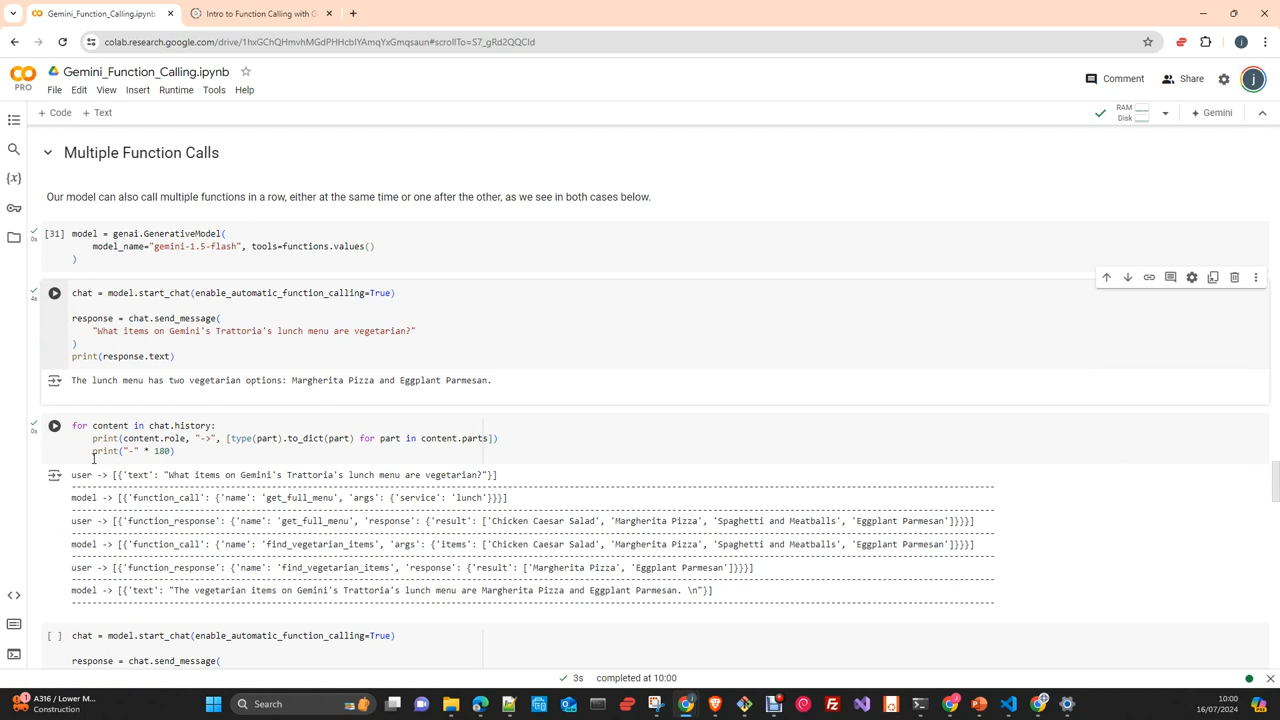 Gemini_Function_Calling.ipynb
Intro to Function Calling with G
colab.research.google.com/drive/1hxGChQHmvhMGdPHHcblYAmqYxGmqsaun#scrollTo=S7_gRd2QQCld
PRO
Gemini_Function_Calling.ipynb
File Edit View Insert Runtime Tools Help
Comment
Share
j
+ Code + Text
RAM
Disk
Gemini
Multiple Function Calls
Our model can also call multiple functions in a row, either at the same time or one after the other, as we see in both cases below.
[31] model = genai.GenerativeModel(
0s
model_name="gemini-1.5-flash", tools=functions.values()
)
chat = model.start_chat(enable_automatic_function_calling=True)
4s
response = chat.send_message(
"What items on Gemini's Trattoria's lunch menu are vegetarian?"
)
print(response.text)
The lunch menu has two vegetarian options: Margherita Pizza and Eggplant Parmesan.
for content in chat.history:
0s
print(content.role, "->", [type(part).to_dict(part) for part in content.parts])
print("-" * 180)
user -> [{'text': "What items on Gemini's Trattoria's lunch menu are vegetarian?"}]
model -> [{'function_call': {'name': 'get_full_menu', 'args': {'service': 'lunch'}}}]
user -> [{'function_response': {'name': 'get_full_menu', 'response': {'result': ['Chicken Caesar Salad', 'Margherita Pizza', 'Spaghetti and Meatballs', 'Eggplant Parmesan']}}}]
model -> [{'function_call': {'name': 'find_vegetarian_items', 'args': {'items': ['Chicken Caesar Salad', 'Margherita Pizza', 'Spaghetti and Meatballs', 'Eggplant Parmesan']}}}]
user -> [{'function_response': {'name': 'find_vegetarian_items', 'response': {'result': ['Margherita Pizza', 'Eggplant Parmesan']}}}]
model -> [{'text': "The vegetarian items on Gemini's Trattoria's lunch menu are Margherita Pizza and Eggplant Parmesan. \n"}]
[ ] chat = model.start_chat(enable_automatic_function_calling=True)
response = chat.send_message(
3s completed at 10:00
A316 / Lower M...
Construction
Search
10:00
16/07/2024